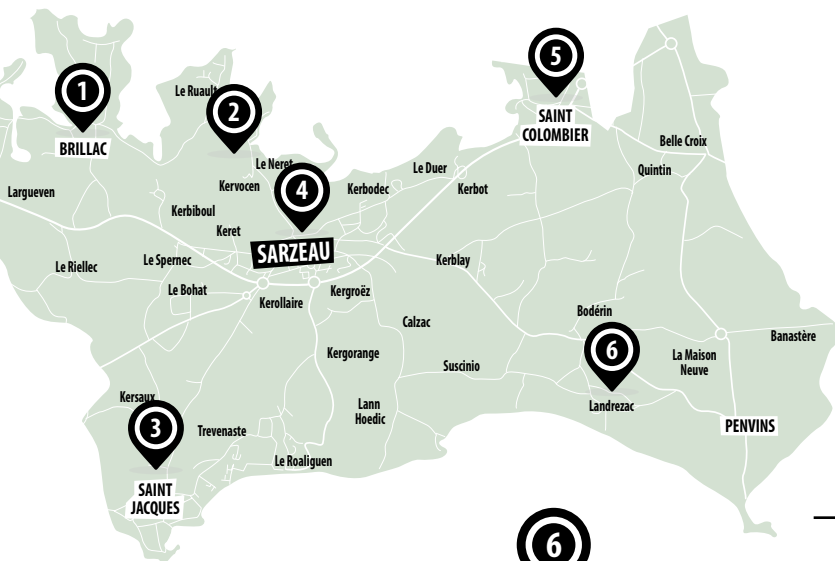 5
1
Le Ruault
2
SAINT
COLOMBIER
BRILLAC
Belle Croix
Le Neret
Le Duer
Quintin
Largueven
Kervocen
4
Kerbodec
Kerbot
Kerbiboul
Keret
SARZEAU
Le Riellec
Le Spernec
Kerblay
Le Bohat
Kerollaire
Kergroëz
Bodérin
Calzac
Banastère
6
Kergorange
La Maison
Neuve
Suscinio
Kersaux
Lann
Hoedic
Landrezac
3
Trevenaste
PENVINS
Le Roaliguen
SAINT
JACQUES
6